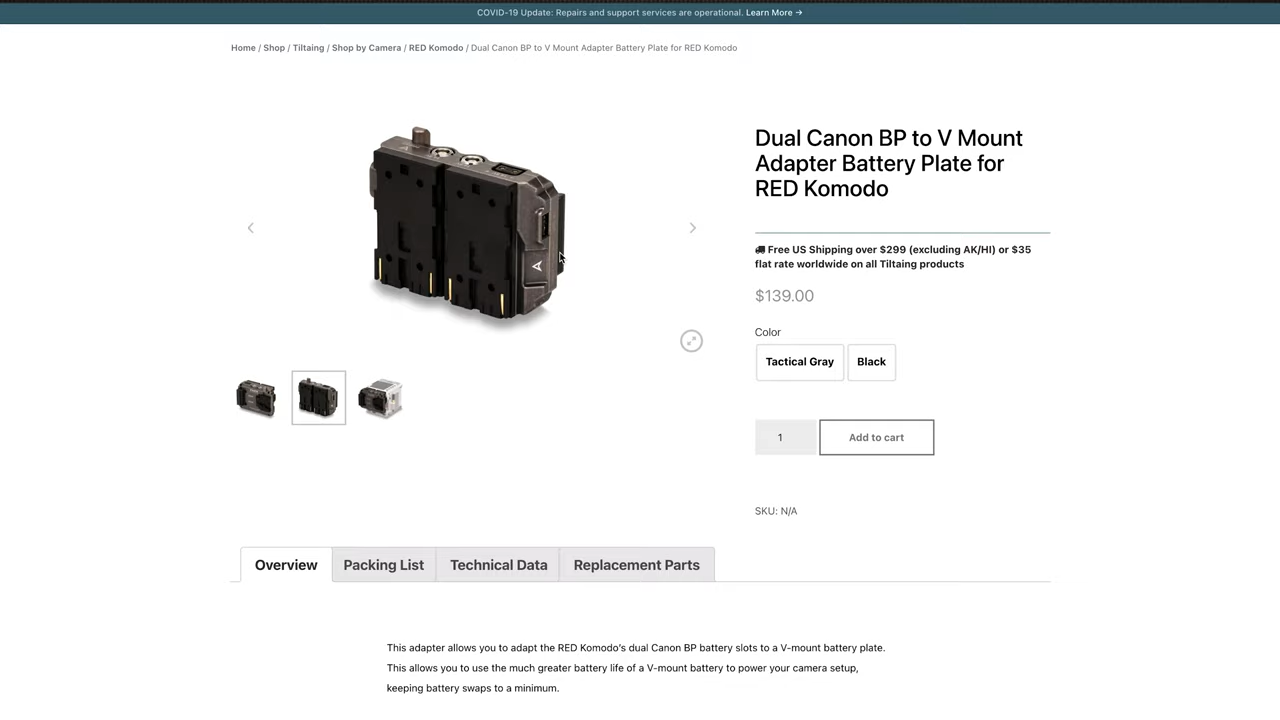 COVID-19 Update: Repairs and support services are operational. Learn More →
Home / Shop / Tiltaing / Shop by Camera / RED Komodo / Dual Canon BP to V Mount Adapter Battery Plate for RED Komodo
Dual Canon BP to V Mount
Adapter Battery Plate for
RED Komodo
Free US Shipping over $299 (excluding AK/HI) or $35
flat rate worldwide on all Tiltaing products
$139.00
Color
Tactical Gray
Black
1
Add to cart
SKU: N/A
Overview
Packing List
Technical Data
Replacement Parts
This adapter allows you to adapt the RED Komodo's dual Canon BP battery slots to a V-mount battery plate.
This allows you to use the much greater battery life of a V-mount battery to power your camera setup,
keeping battery swaps to a minimum.